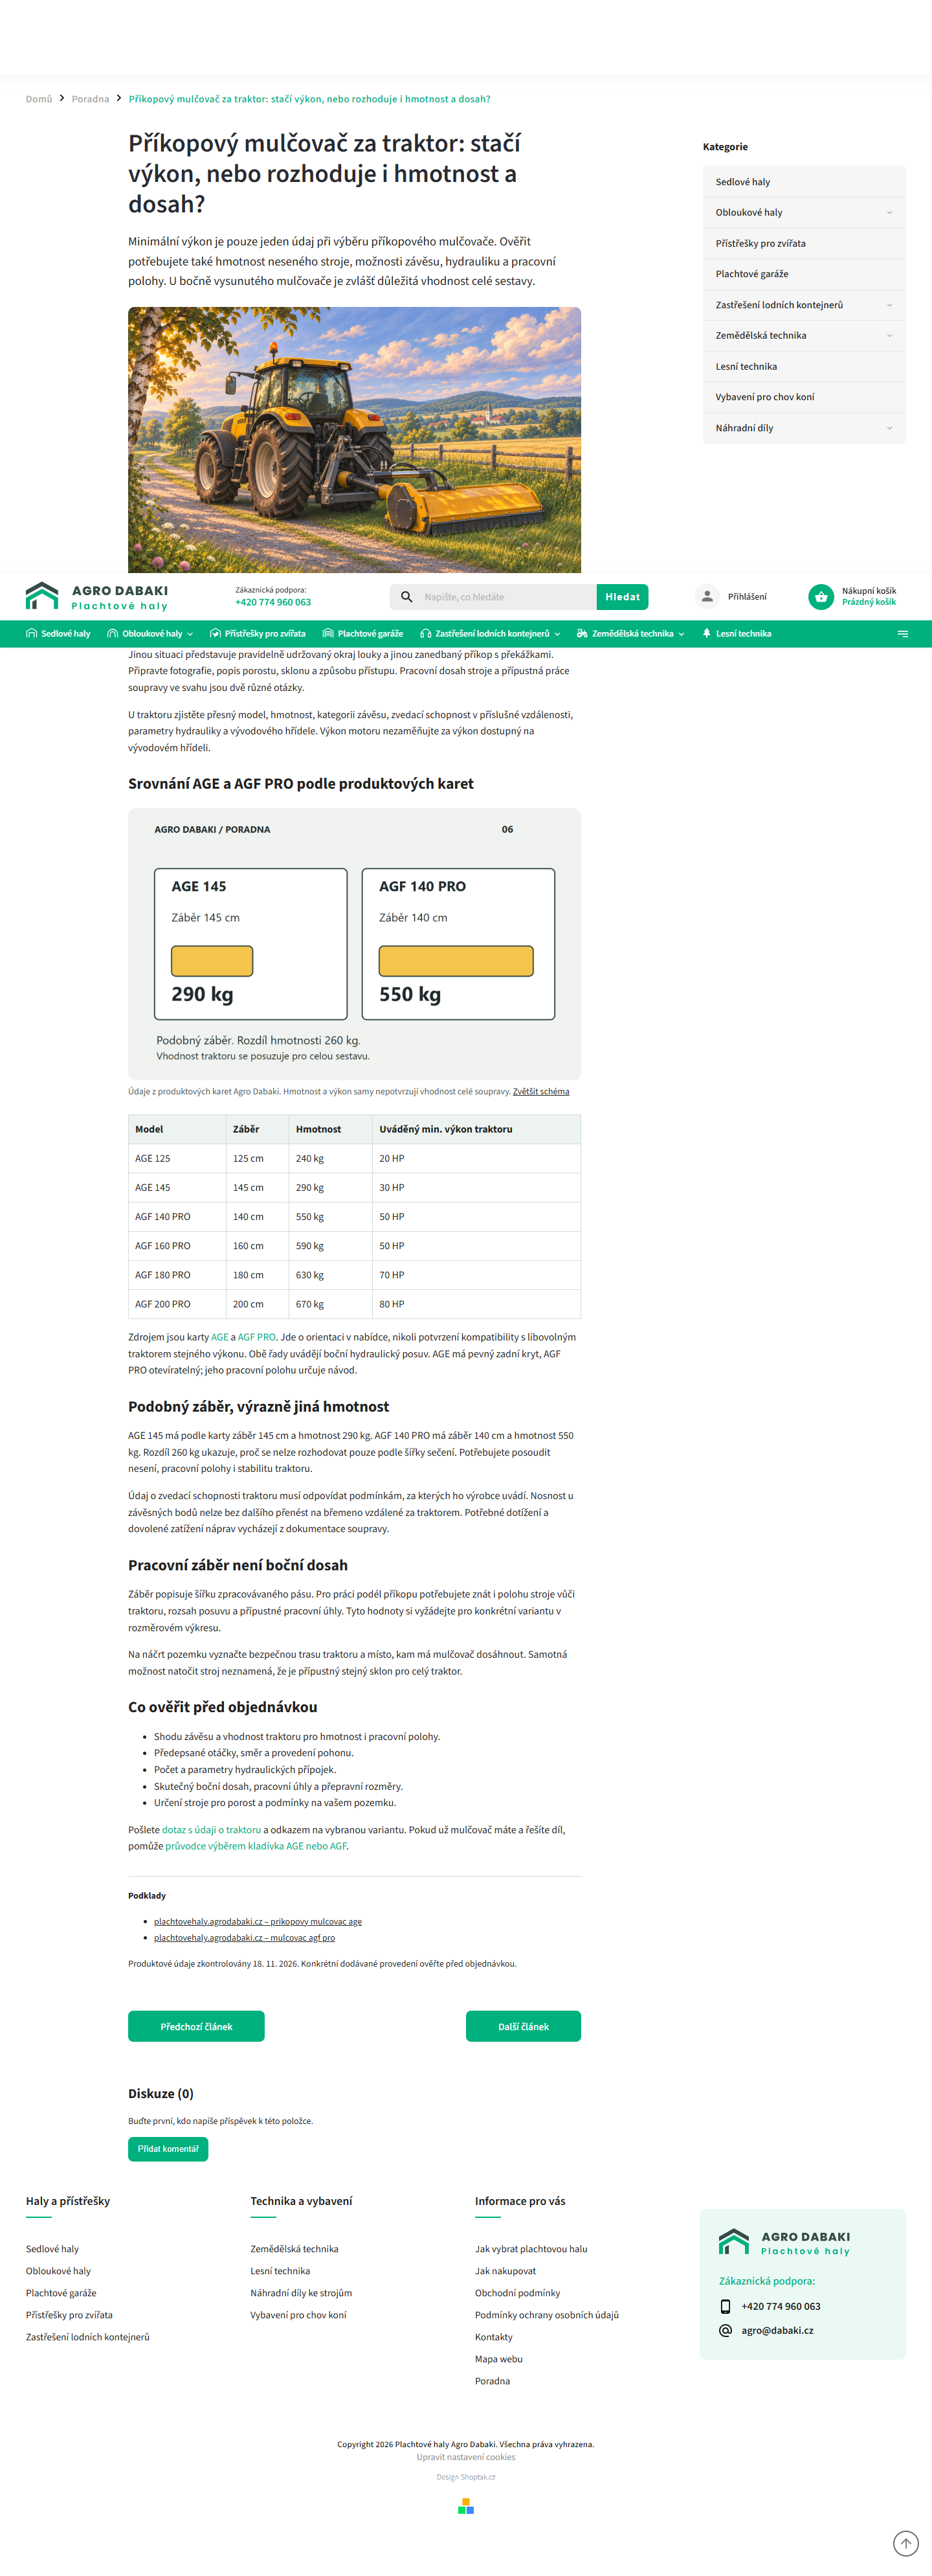 Domů > Poradna > Příkopový mulčovač za traktor: stačí výkon, nebo rozhoduje i hmotnost a dosah?
Příkopový mulčovač za traktor: stačí
výkon, nebo rozhoduje i hmotnost a
dosah?
Minimální výkon je pouze jeden údaj při výběru příkopového mulčovače. Ověřit
potřebujete také hmotnost neseného stroje, možnosti závěsu, hydrauliku a pracovní
polohy. U bočně vysunutého mulčovače je zvlášť důležitá vhodnost celé sestavy.
Kategorie
Sedlové haly
Obloukové haly
Přístřešky pro zvířata
Plachtové garáže
Zastřešení lodních kontejnerů
Zemědělská technika
Lesní technika
Vybavení pro chov koní
Náhradní díly
AGRO DABAKI
Plachtové haly
Zákaznická podpora:
+420 774 960 063
Napište, co hledáte
Hledat
Přihlášení
Nákupní košík
Prázdný košík
Sedlové haly
Obloukové haly
Přístřešky pro zvířata
Plachtové garáže
Zastřešení lodních kontejnerů
Zemědělská technika
Lesní technika
Jinou situaci představuje pravidelně udržovaný okraj louky a jinou zanedbaný příkop s překážkami.
Připravte fotografie, popis porostu, sklonu a způsobu přístupu. Pracovní dosah stroje a přípustná práce
soupravy ve svahu jsou dvě různé otázky.
U traktoru zjistěte přesný model, hmotnost, kategorii závěsu, zvedací schopnost v příslušné vzdálenosti,
parametry hydrauliky a vývodového hřídele. Výkon motoru nezaměňujte za výkon dostupný na
vývodovém hřídeli.
Srovnání AGE a AGF PRO podle produktových karet
AGRO DABAKI / PORADNA
06
AGE 145
Záběr 145 cm
290 kg
AGF 140 PRO
Záběr 140 cm
550 kg
Podobný záběr. Rozdíl hmotnosti 260 kg.
Vhodnost traktoru se posuzuje pro celou sestavu.
Údaje z produktových karet Agro Dabaki. Hmotnost a výkon samy nepotvrzují vhodnost celé soupravy. Zvětšit schéma
Model Záběr Hmotnost Uváděný min. výkon traktoru
AGE 125 125 cm 240 kg 20 HP
AGE 145 145 cm 290 kg 30 HP
AGF 140 PRO 140 cm 550 kg 50 HP
AGF 160 PRO 160 cm 590 kg 50 HP
AGF 180 PRO 180 cm 630 kg 70 HP
AGF 200 PRO 200 cm 670 kg 80 HP
Zdrojem jsou karty AGE a AGF PRO. Jde o orientaci v nabídce, nikoli potvrzení kompatibility s libovolným
traktorem stejného výkonu. Obě řady uvádějí boční hydraulický posuv. AGE má pevný zadní kryt, AGF
PRO otevíratelný; jeho pracovní polohu určuje návod.
Podobný záběr, výrazně jiná hmotnost
AGE 145 má podle karty záběr 145 cm a hmotnost 290 kg. AGF 140 PRO má záběr 140 cm a hmotnost 550
kg. Rozdíl 260 kg ukazuje, proč se nelze rozhodovat pouze podle šířky sečení. Potřebujete posoudit
nesení, pracovní polohy i stabilitu traktoru.
Údaj o zvedací schopnosti traktoru musí odpovídat podmínkám, za kterých ho výrobce uvádí. Nosnost u
závěsných bodů nelze bez dalšího přenést na břemeno vzdálené za traktorem. Potřebné dotížení a
dovolené zatížení náprav vycházejí z dokumentace soupravy.
Pracovní záběr není boční dosah
Záběr popisuje šířku zpracovávaného pásu. Pro práci podél příkopu potřebujete znát i polohu stroje vůči
traktoru, rozsah posuvu a přípustné pracovní úhly. Tyto hodnoty si vyžádejte pro konkrétní variantu v
rozměrovém výkresu.
Na náčrt pozemku vyznačte bezpečnou trasu traktoru a místo, kam má mulčovač dosáhnout. Samotná
možnost natočit stroj neznamená, že je přípustný stejný sklon pro celý traktor.
Co ověřit před objednávkou
• Shodu závěsu a vhodnost traktoru pro hmotnost i pracovní polohy.
• Předepsané otáčky, směr a provedení pohonu.
• Počet a parametry hydraulických přípojek.
• Skutečný boční dosah, pracovní úhly a přepravní rozměry.
• Určení stroje pro porost a podmínky na vašem pozemku.
Pošlete dotaz s údaji o traktoru a odkazem na vybranou variantu. Pokud už mulčovač máte a řešíte díl,
pomůže průvodce výběrem kladívka AGE nebo AGF.
Podklady
• plachtovehaly.agrodabaki.cz – prikopovy mulcovac age
• plachtovehaly.agrodabaki.cz – mulcovac agf pro
Produktové údaje zkontrolovány 18. 11. 2026. Konkrétní dodávané provedení ověřte před objednávkou.
Předchozí článek
Další článek
Diskuze (0)
Buďte první, kdo napíše příspěvek k této položce.
Přidat komentář
Haly a přístřešky
Sedlové haly
Obloukové haly
Plachtové garáže
Přístřešky pro zvířata
Zastřešení lodních kontejnerů
Technika a vybavení
Zemědělská technika
Lesní technika
Náhradní díly ke strojům
Vybavení pro chov koní
Informace pro vás
Jak vybrat plachtovou halu
Jak nakupovat
Obchodní podmínky
Podmínky ochrany osobních údajů
Kontakty
Mapa webu
Poradna
AGRO DABAKI
Plachtové haly
Zákaznická podpora:
+420 774 960 063
agro@dabaki.cz
Copyright 2026 Plachtové haly Agro Dabaki. Všechna práva vyhrazena.
Upravit nastavení cookies
Design Shoptak.cz